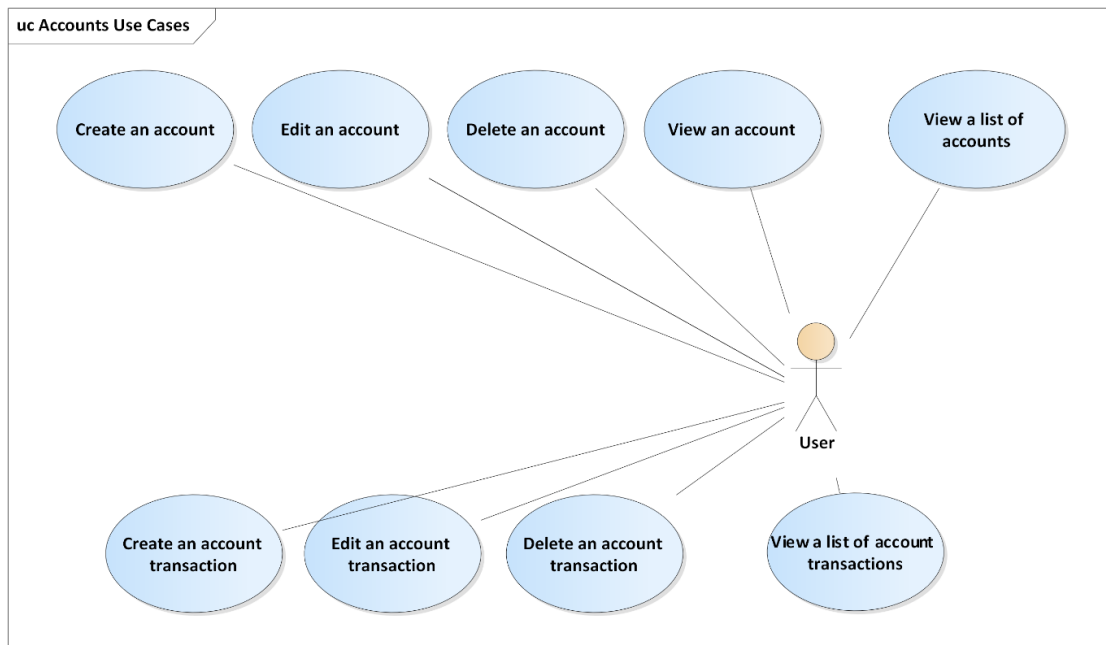 uc Accounts Use Cases
Create an account
Edit an account
Delete an account
View an account
View a list of
accounts
User
Create an account
transaction
Edit an account
transaction
Delete an account
transaction
View a list of account
transactions